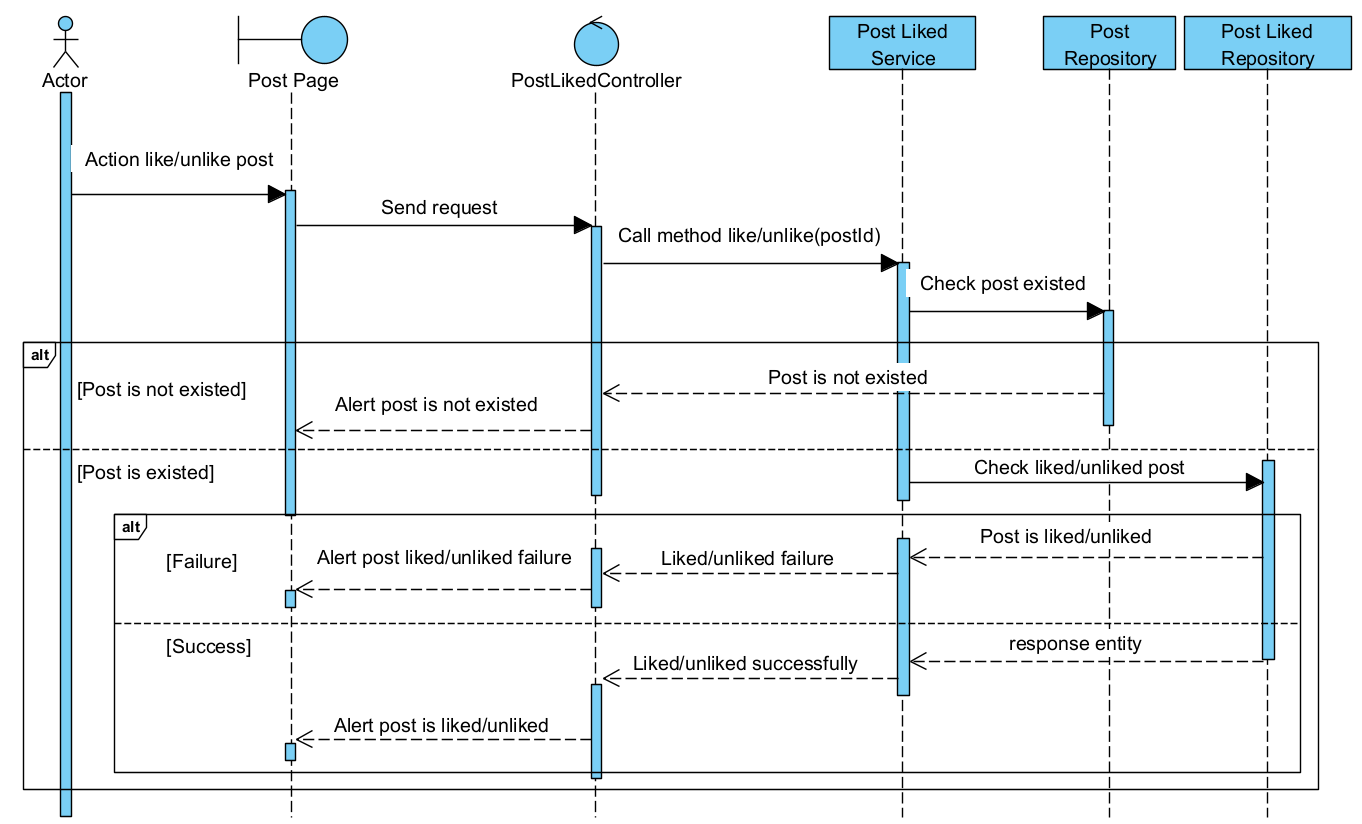 Post Liked
Service
Post
Repository
Post Liked
Repository
Actor
Post Page
PostLikedController
Action like/unlike post
Send request
Call method like/unlike(postId)
Check post existed
alt
[Post is not existed]
Post is not existed
Alert post is not existed
[Post is existed]
Check liked/unliked post
alt
[Failure]
Post is liked/unliked
Liked/unliked failure
Alert post liked/unliked failure
[Success]
response entity
Liked/unliked successfully
Alert post is liked/unliked